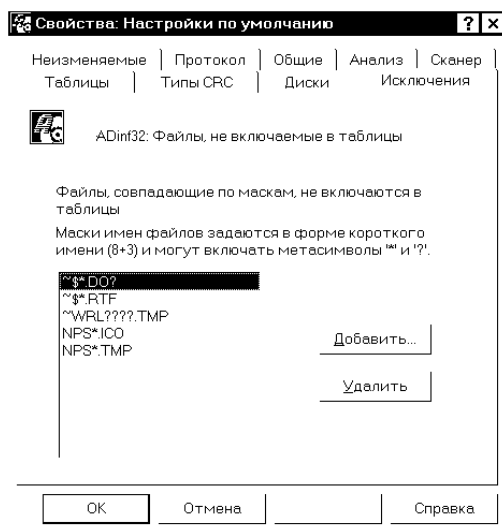 Свойства: Настройки по умолчанию
Неизменяемые Протокол Общие Анализ Сканер
Таблицы Типы CRC Диски Исключения
ADinf32: Файлы, не включаемые в таблицы
Файлы, совпадающие по маскам, не включаются в
таблицы
Маски имен файлов задаются в форме короткого
имени (8+3) и могут включать метасимволы '*' и '?'.
~$*.DO?
~$*.RTF
~WRL????.TMP
NPS*.ICO
NPS*.TMP
Добавить...
Удалить
OK Отмена Справка